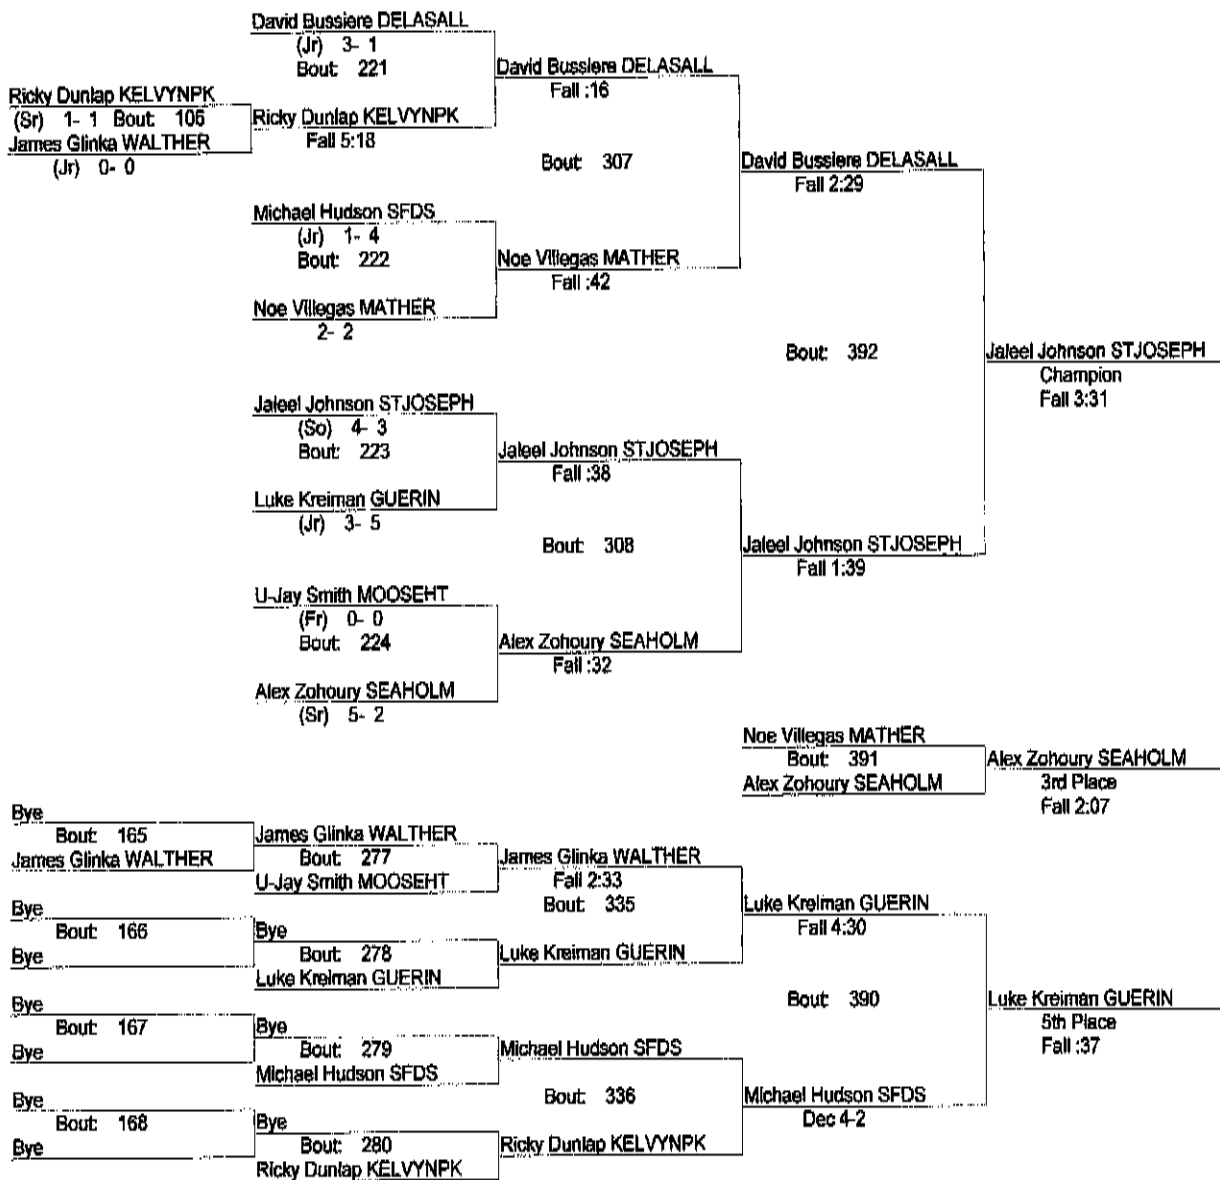 David Bussiere DELASALL
(Jr) 3- 1
Bout: 221
David Bussiere DELASALL
Fall :16
Ricky Dunlap KELVYNPK
(Sr) 1- 1 Bout: 106
Ricky Dunlap KELVYNPK
James Glinka WALTHER
Fall 5:18
(Jr) 0- 0
Bout: 307
David Bussiere DELASALL
Fall 2:29
Michael Hudson SFDS
(Jr) 1- 4
Bout: 222
Noe Villegas MATHER
Fall :42
Noe Villegas MATHER
2- 2
Bout: 392
Jaleel Johnson STJOSEPH
Champion
Fall 3:31
Jaleel Johnson STJOSEPH
(So) 4- 3
Bout: 223
Jaleel Johnson STJOSEPH
Fall :38
Luke Kreiman GUERIN
(Jr) 3- 5
Bout: 308
Jaleel Johnson STJOSEPH
Fall 1:39
U-Jay Smith MOOSEHT
(Fr) 0- 0
Bout: 224
Alex Zohoury SEAHOLM
Fall :32
Alex Zohoury SEAHOLM
(Sr) 5- 2
Noe Villegas MATHER
Bout: 391
Alex Zohoury SEAHOLM
Alex Zohoury SEAHOLM
3rd Place
Fall 2:07
Bye
Bout: 165
James Glinka WALTHER
James Glinka WALTHER
Bout: 277
U-Jay Smith MOOSEHT
James Glinka WALTHER
Fall 2:33
Bout: 335
Luke Kreiman GUERIN
Fall 4:30
Bye
Bout: 166
Bye
Bye
Bout: 278
Luke Kreiman GUERIN
Luke Kreiman GUERIN
Bout: 390
Luke Kreiman GUERIN
5th Place
Fall :37
Bye
Bout: 167
Bye
Bye
Bout: 279
Michael Hudson SFDS
Michael Hudson SFDS
Bout: 336
Michael Hudson SFDS
Dec 4-2
Bye
Bout: 168
Bye
Bye
Bout: 280
Ricky Dunlap KELVYNPK
Ricky Dunlap KELVYNPK